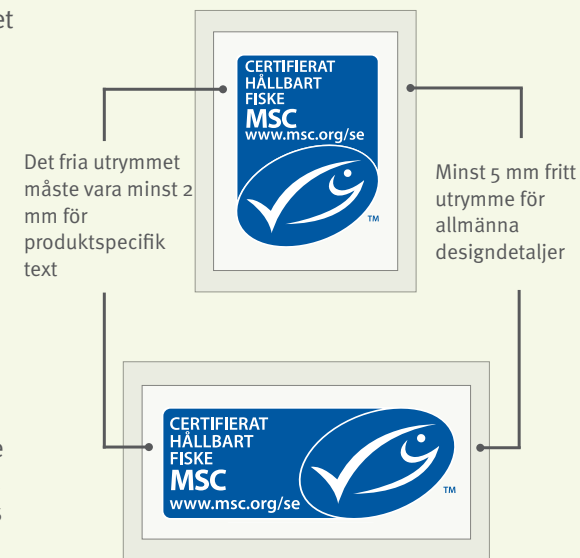 et
CERTIFIERAT
HÅLLBART
FISKE
MSC
www.msc.org/se
TM
Det fria utrymmet
måste vara minst 2
mm för
produktspecifik
text
Minst 5 mm fritt
utrymme för
allmänna
designdetaljer
e
s
CERTIFIERAT
HÅLLBART
FISKE
MSC
www.msc.org/se
TM